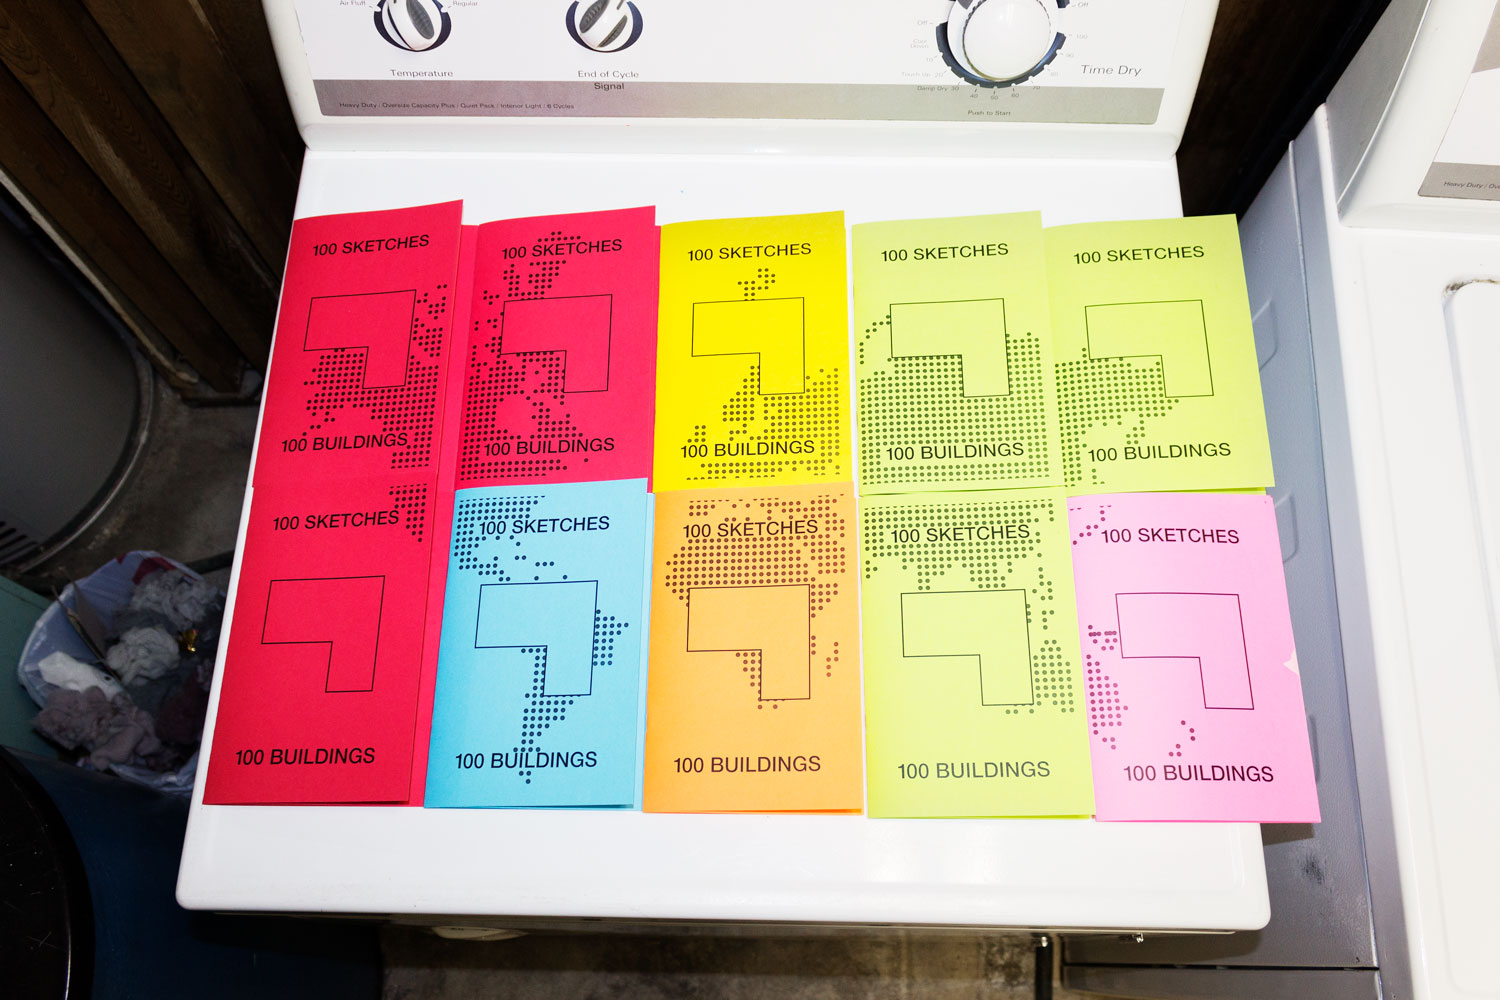 Air Fluff
Regular
Temperature
End of Cycle
Signal
Off
Off
Time Dry
Push to Start
Heavy Duty / Oversize Capacity Plus / Quiet Pack / Interior Light / 6 Cycles
100 SKETCHES
100 BUILDINGS
100 SKETCHES
100 BUILDINGS
100 SKETCHES
100 BUILDINGS
100 SKETCHES
100 BUILDINGS
100 SKETCHES
100 BUILDINGS
100 SKETCHES
100 BUILDINGS
100 SKETCHES
100 BUILDINGS
100 SKETCHES
100 BUILDINGS
100 SKETCHES
100 BUILDINGS
100 SKETCHES
100 BUILDINGS
Heavy Duty